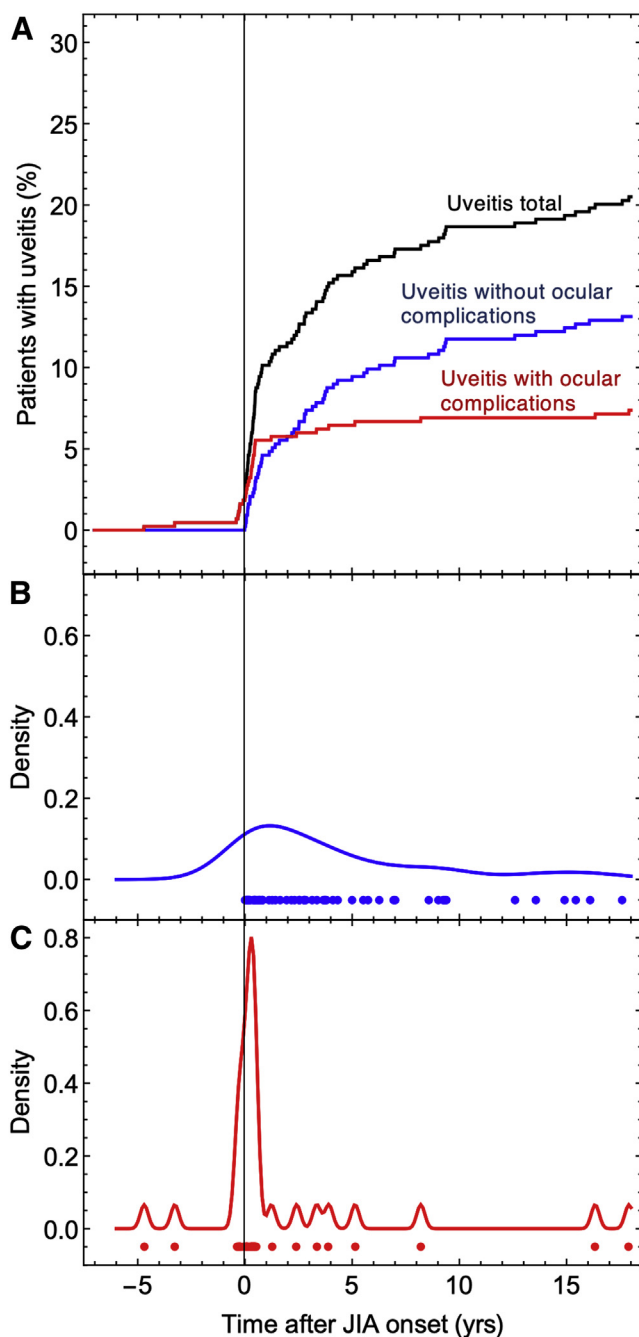 A
30
25
20
15
10
5
0
Patients with uveitis (%)
Uveitis total
Uveitis without ocular
complications
Uveitis with ocular
complications
B
0.6
0.4
0.2
0.0
Density
C
0.8
0.6
0.4
0.2
0.0
Density
−5 0 5 10 15
Time after JIA onset (yrs)